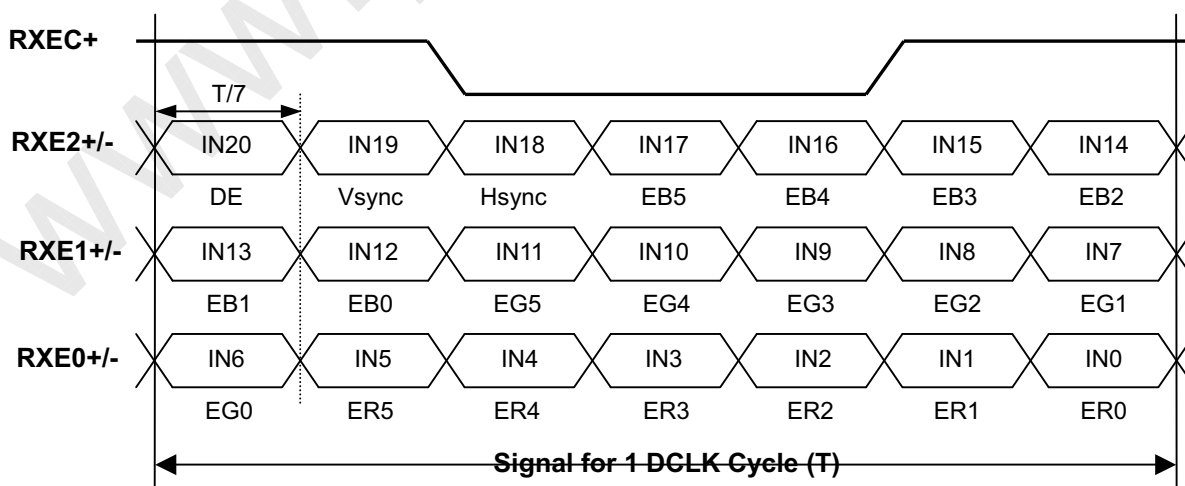 RXEC+
T/7
RXE2+/- IN20 IN19 IN18 IN17 IN16 IN15 IN14
DE Vsync Hsync EB5 EB4 EB3 EB2
RXE1+/- IN13 IN12 IN11 IN10 IN9 IN8 IN7
EB1 EB0 EG5 EG4 EG3 EG2 EG1
RXE0+/- IN6 IN5 IN4 IN3 IN2 IN1 IN0
EG0 ER5 ER4 ER3 ER2 ER1 ER0
Signal for 1 DCLK Cycle (T)